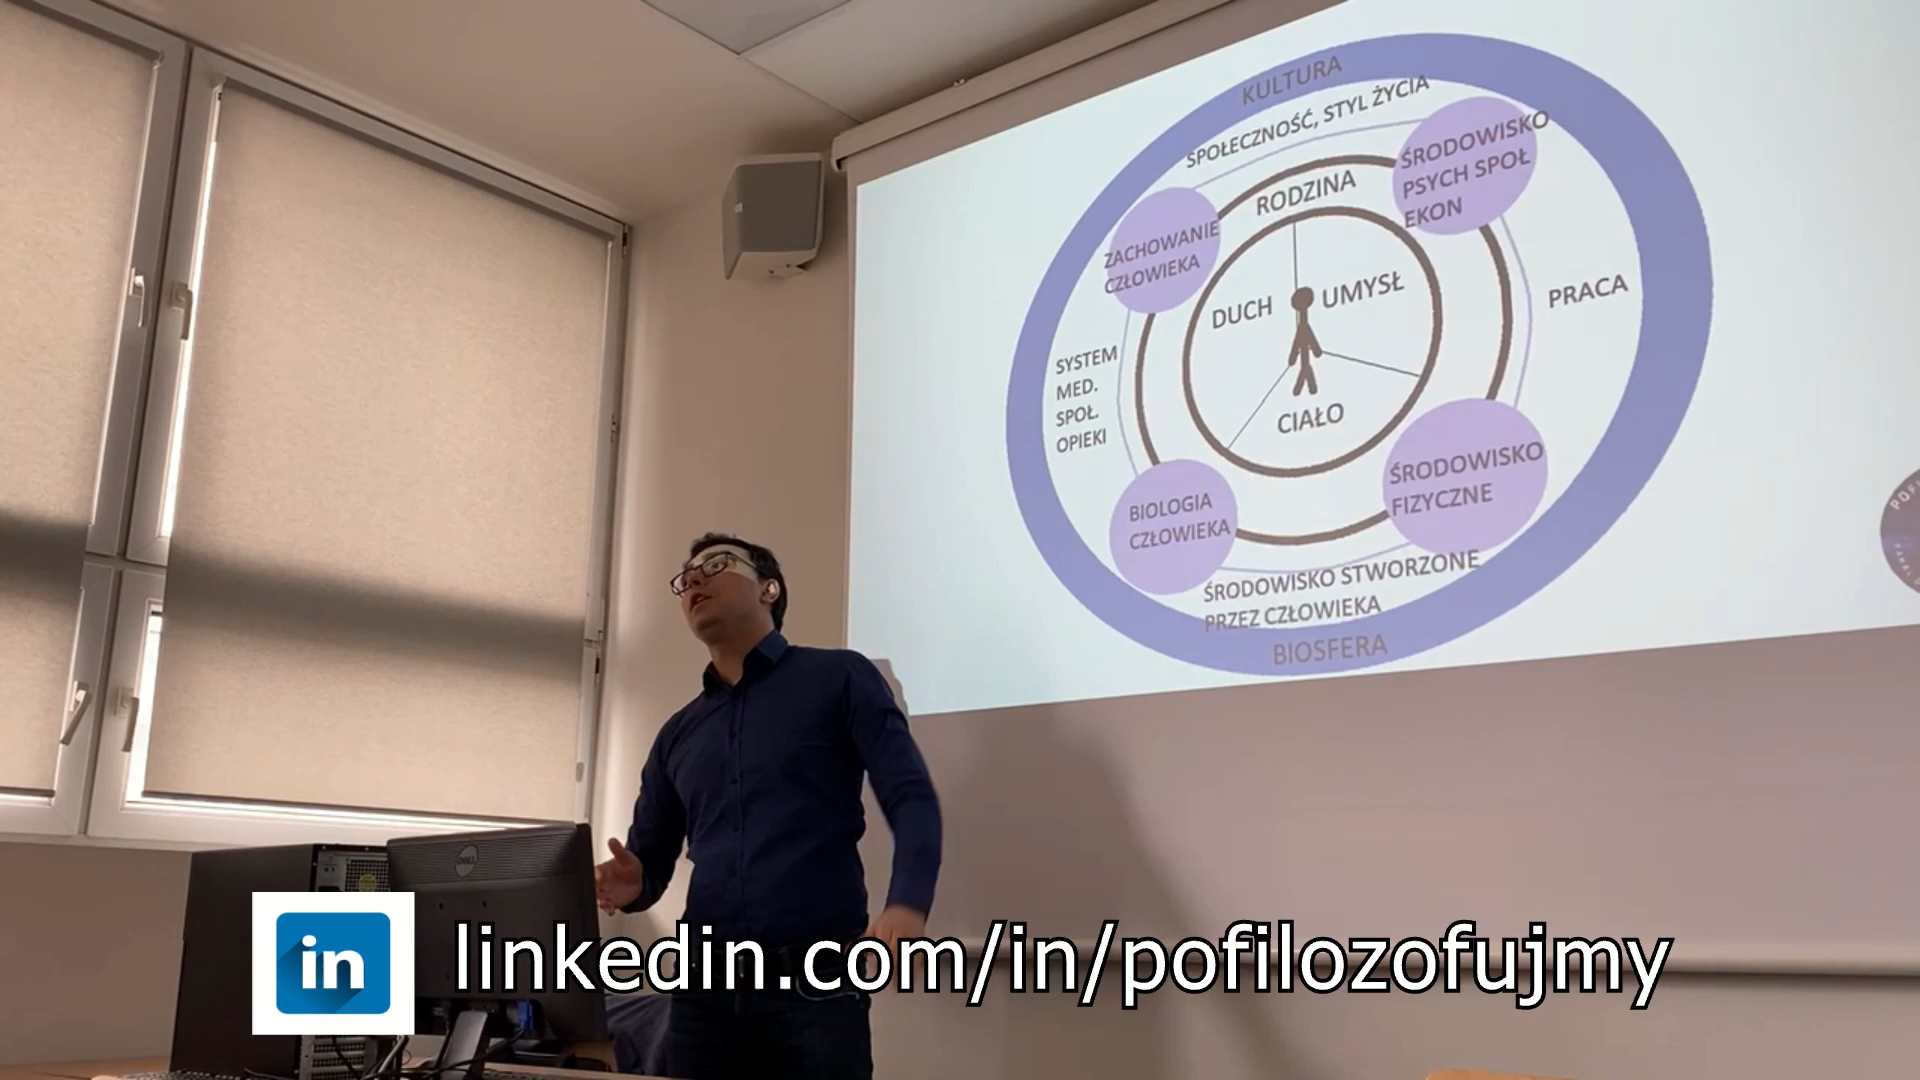 KULTURA
SPOŁECZNOŚĆ, STYL ŻYCIA
ŚRODOWISKO
PSYCH SPOŁ
EKON
RODZINA
ZACHOWANIE
CZŁOWIEKA
DUCH
UMYSŁ
PRACA
SYSTEM
MED.
SPOŁ.
OPIEKI
CIAŁO
ŚRODOWISKO
FIZYCZNE
BIOLOGIA
CZŁOWIEKA
ŚRODOWISKO STWORZONE
PRZEZ CZŁOWIEKA
BIOSFERA
DELL
in
linkedin.com/in/pofilozofujmy